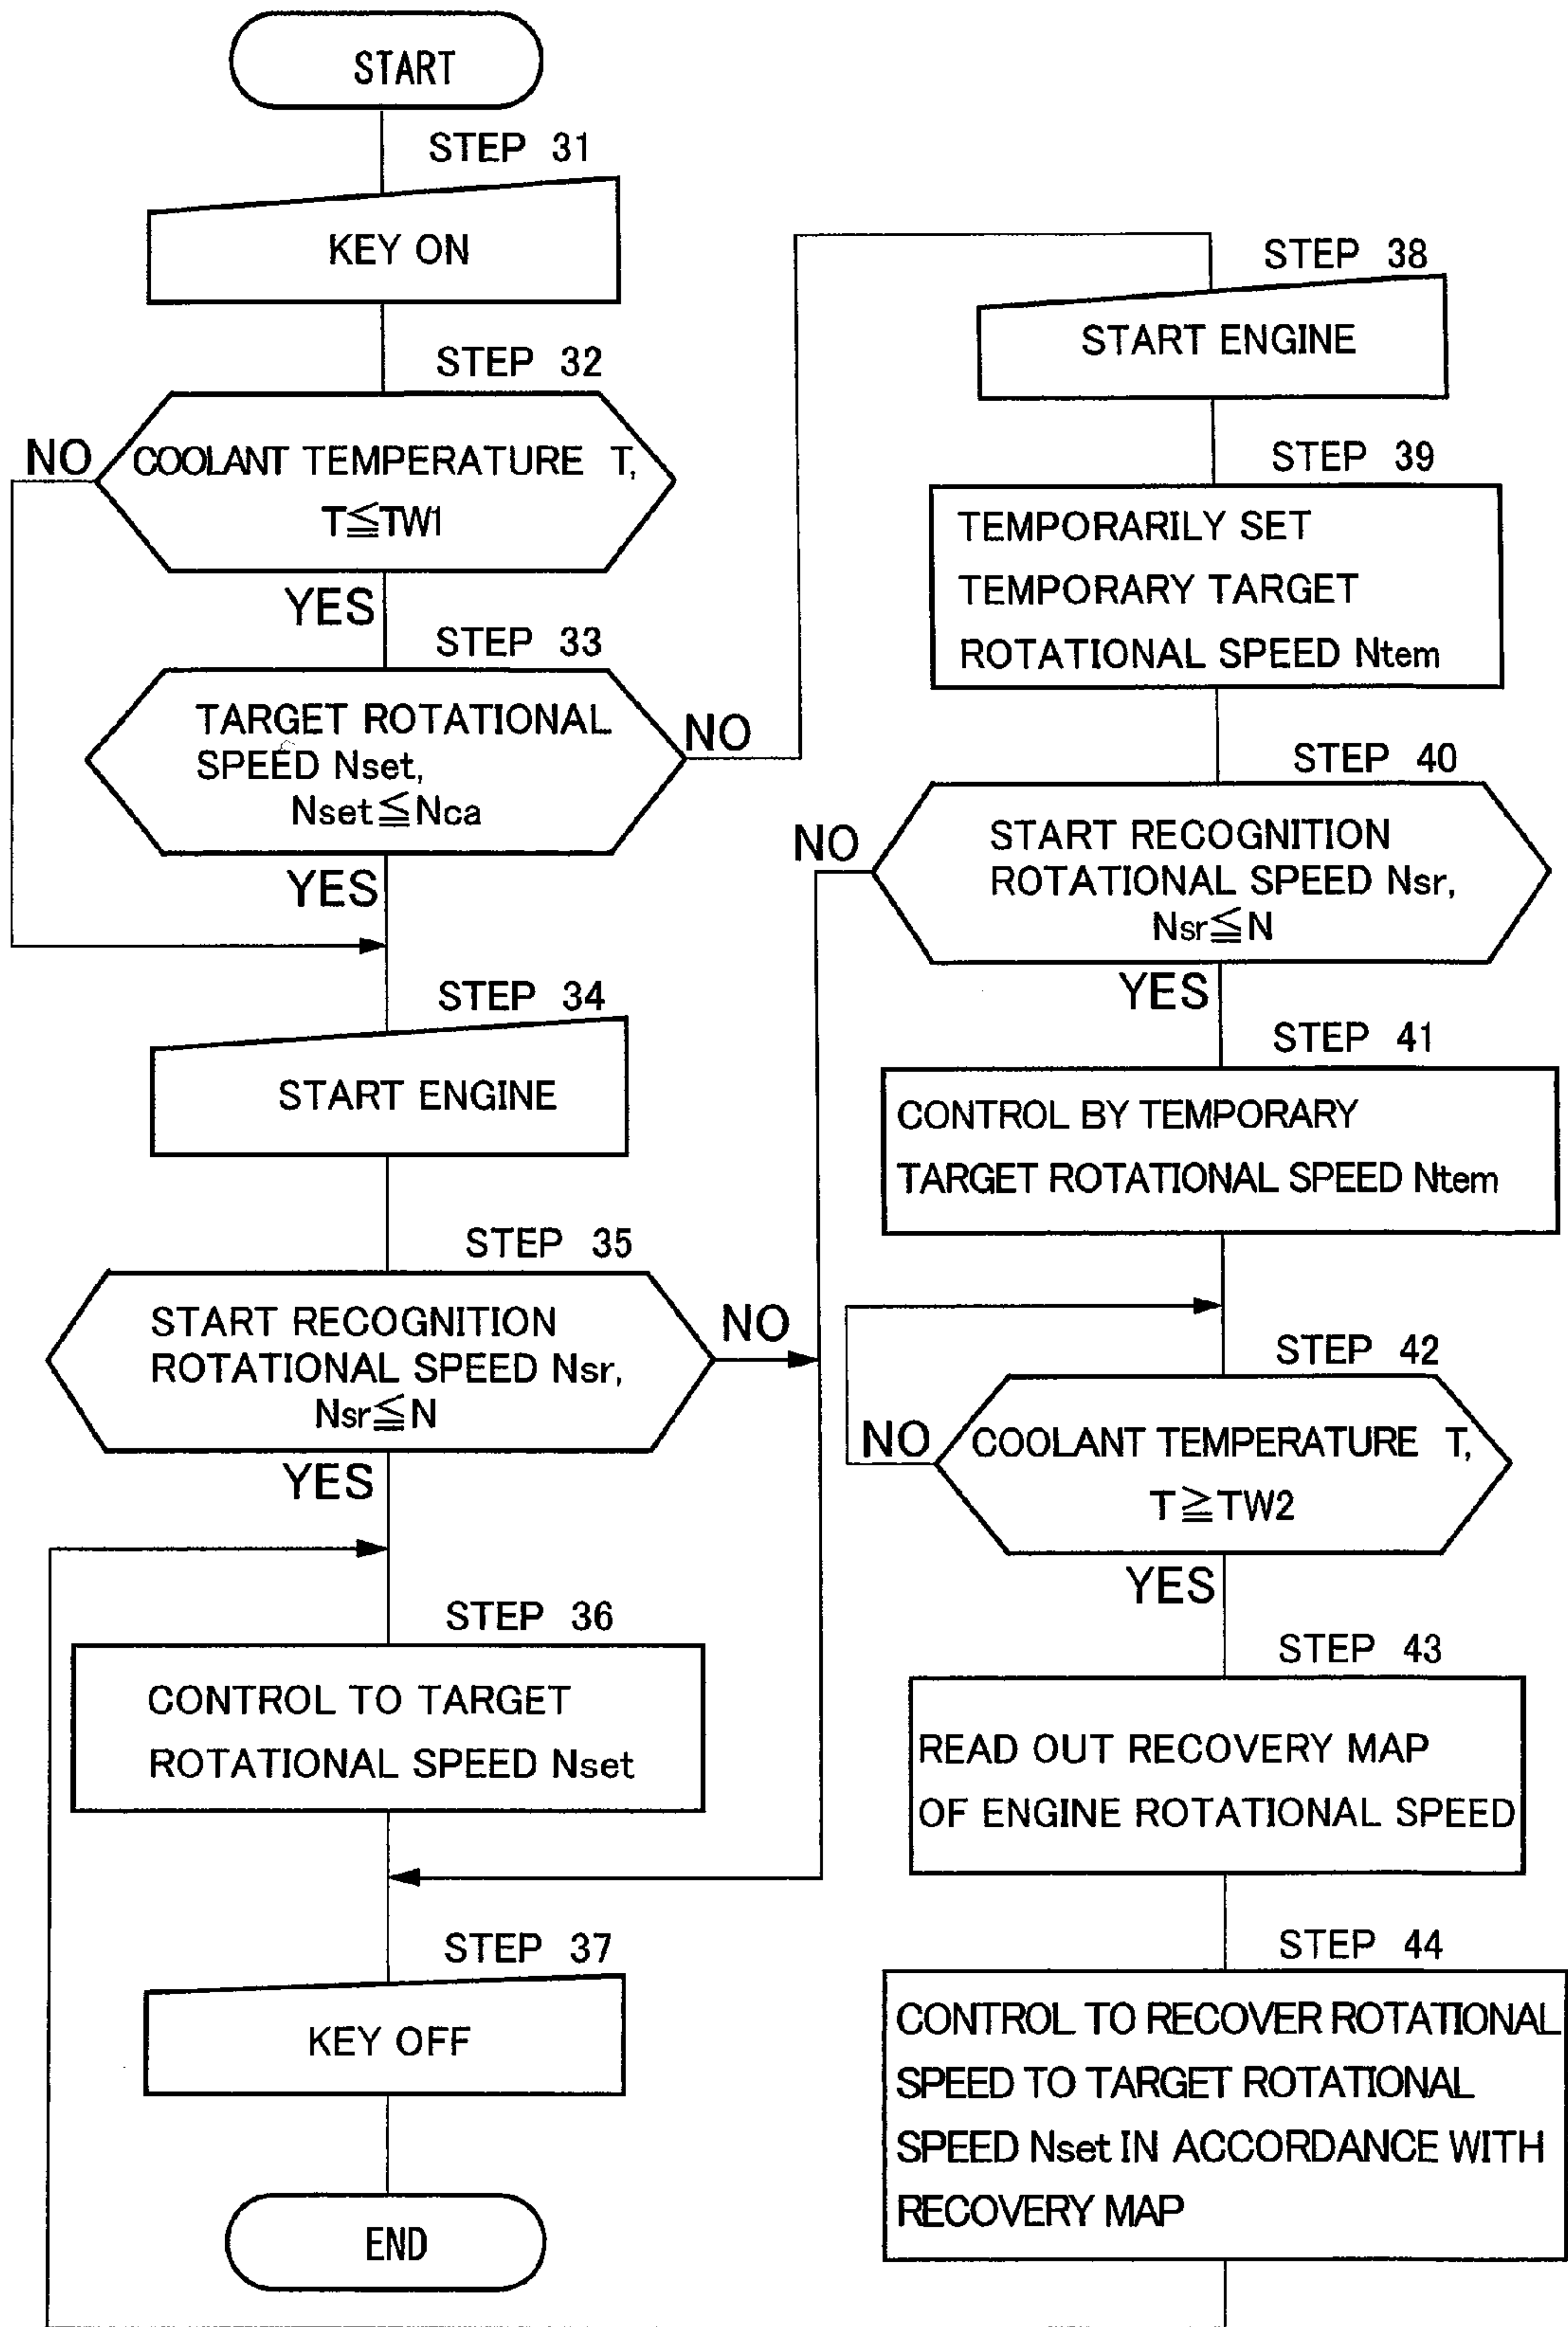 START
STEP 31
KEY ON
STEP 32
NO
COOLANT TEMPERATURE T,
T≦TW1
YES
STEP 33
TARGET ROTATIONAL
SPEED Nset,
Nset≦Nca
NO
YES
STEP 34
START ENGINE
STEP 35
START RECOGNITION
ROTATIONAL SPEED Nsr,
Nsr≦N
NO
YES
STEP 36
CONTROL TO TARGET
ROTATIONAL SPEED Nset
STEP 37
KEY OFF
END
STEP 38
START ENGINE
STEP 39
TEMPORARILY SET
TEMPORARY TARGET
ROTATIONAL SPEED Ntem
STEP 40
NO
START RECOGNITION
ROTATIONAL SPEED Nsr,
Nsr≦N
YES
STEP 41
CONTROL BY TEMPORARY
TARGET ROTATIONAL SPEED Ntem
STEP 42
NO
COOLANT TEMPERATURE T,
T≧TW2
YES
STEP 43
READ OUT RECOVERY MAP
OF ENGINE ROTATIONAL SPEED
STEP 44
CONTROL TO RECOVER ROTATIONAL
SPEED TO TARGET ROTATIONAL
SPEED Nset IN ACCORDANCE WITH
RECOVERY MAP